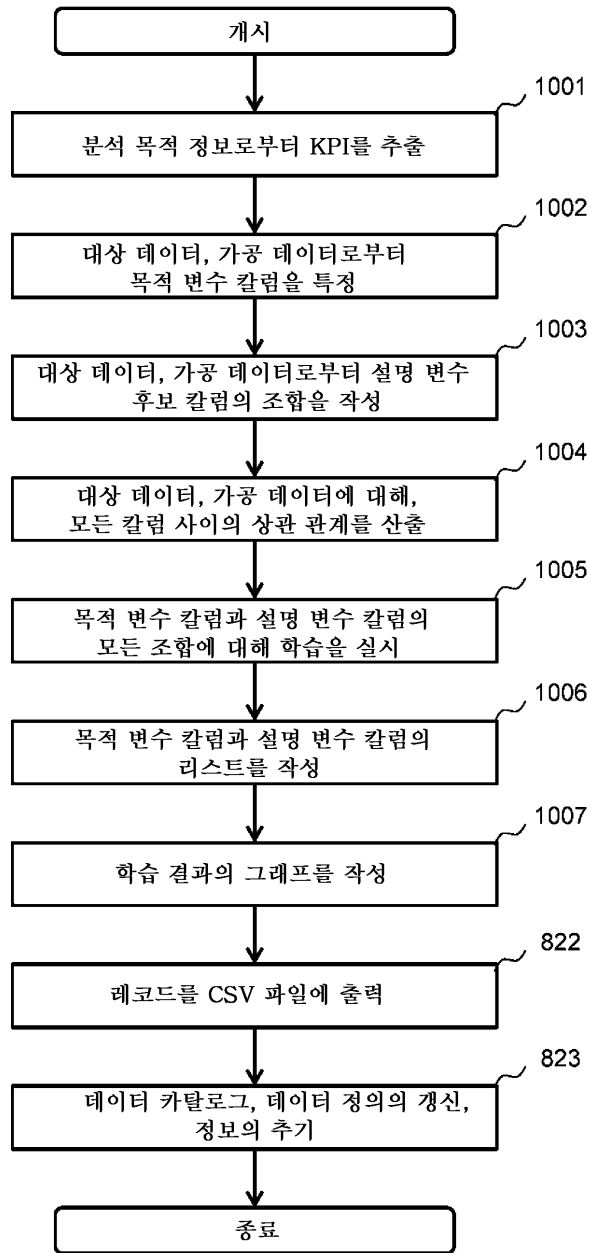 개시
1001
분석 목적 정보로부터 KPI를 추출
1002
대상 데이터, 가공 데이터로부터
목적 변수 칼럼을 특정
1003
대상 데이터, 가공 데이터로부터 설명 변수
후보 칼럼의 조합을 작성
1004
대상 데이터, 가공 데이터에 대해,
모든 칼럼 사이의 상관 관계를 산출
1005
목적 변수 칼럼과 설명 변수 칼럼의
모든 조합에 대해 학습을 실시
1006
목적 변수 칼럼과 설명 변수 칼럼의
리스트를 작성
1007
학습 결과의 그래프를 작성
822
레코드를 CSV 파일에 출력
823
데이터 카탈로그, 데이터 정의의 갱신,
정보의 추기
종료